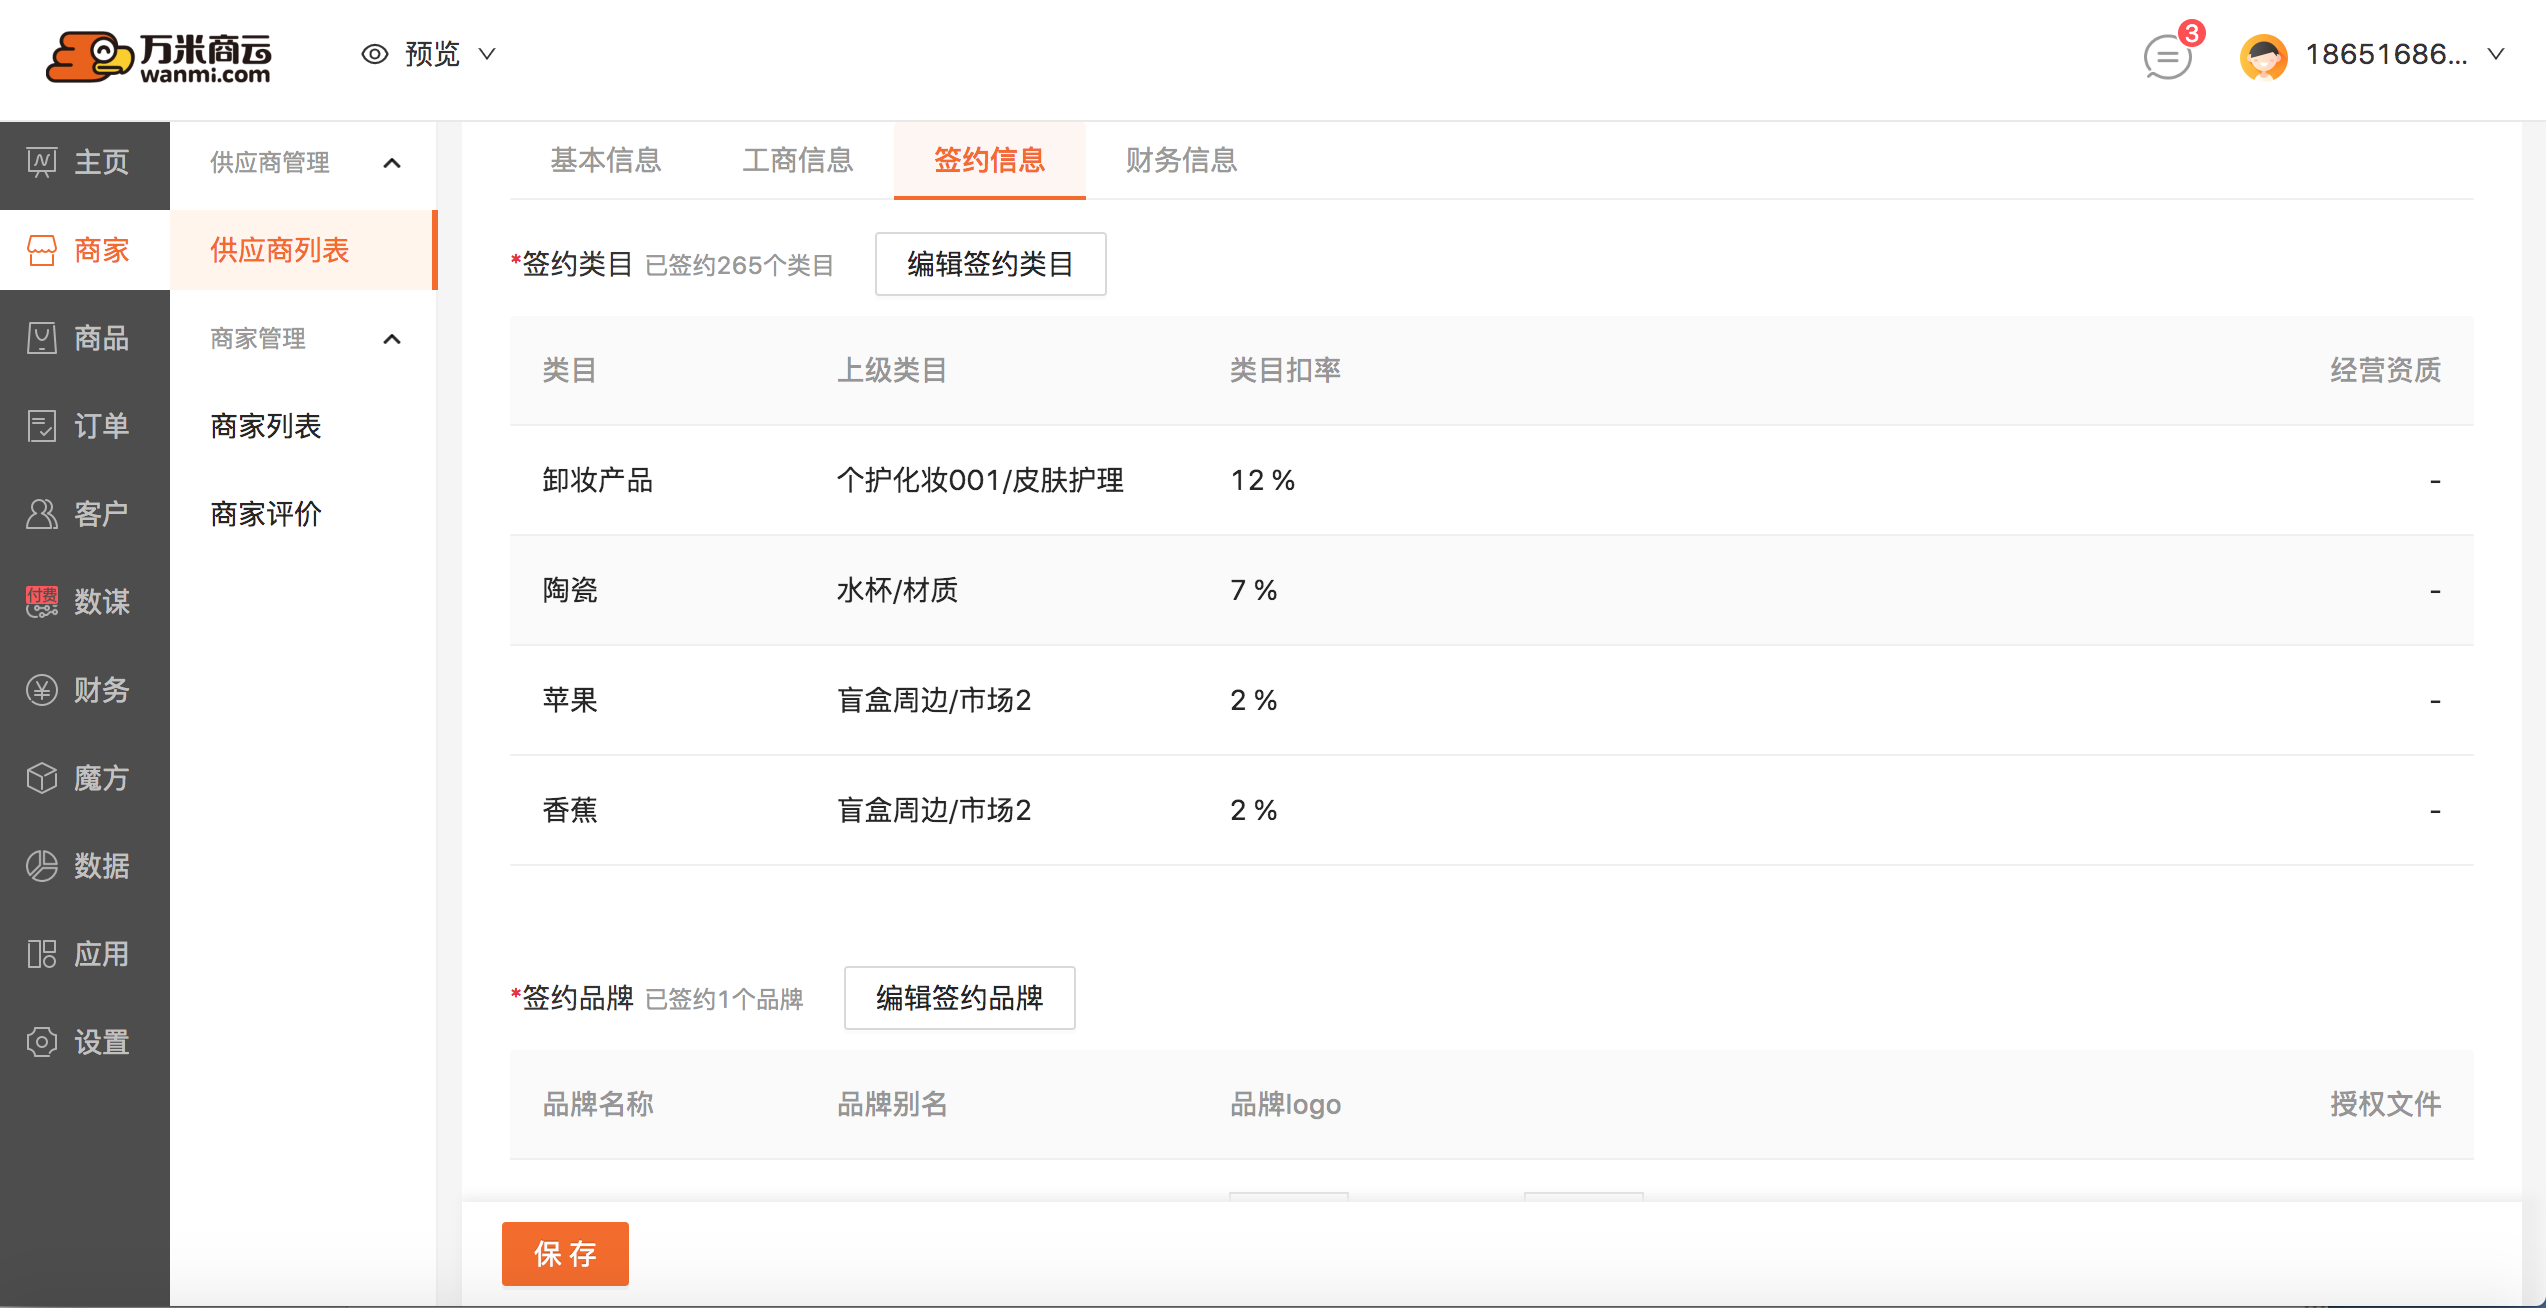 万米商云
wanmi.com
预览
3
18651686...
主页
商家
商品
订单
客户
付费
数谋
财务
魔方
数据
应用
设置
供应商管理
供应商列表
商家管理
商家列表
商家评价
基本信息 工商信息 签约信息 财务信息
*签约类目 已签约265个类目 编辑签约类目
类目 上级类目 类目扣率 经营资质
卸妆产品 个护化妆001/皮肤护理 12 % -
陶瓷 水杯/材质 7 % -
苹果 盲盒周边/市场2 2 % -
香蕉 盲盒周边/市场2 2 % -
*签约品牌 已签约1个品牌 编辑签约品牌
品牌名称 品牌别名 品牌logo 授权文件
保 存